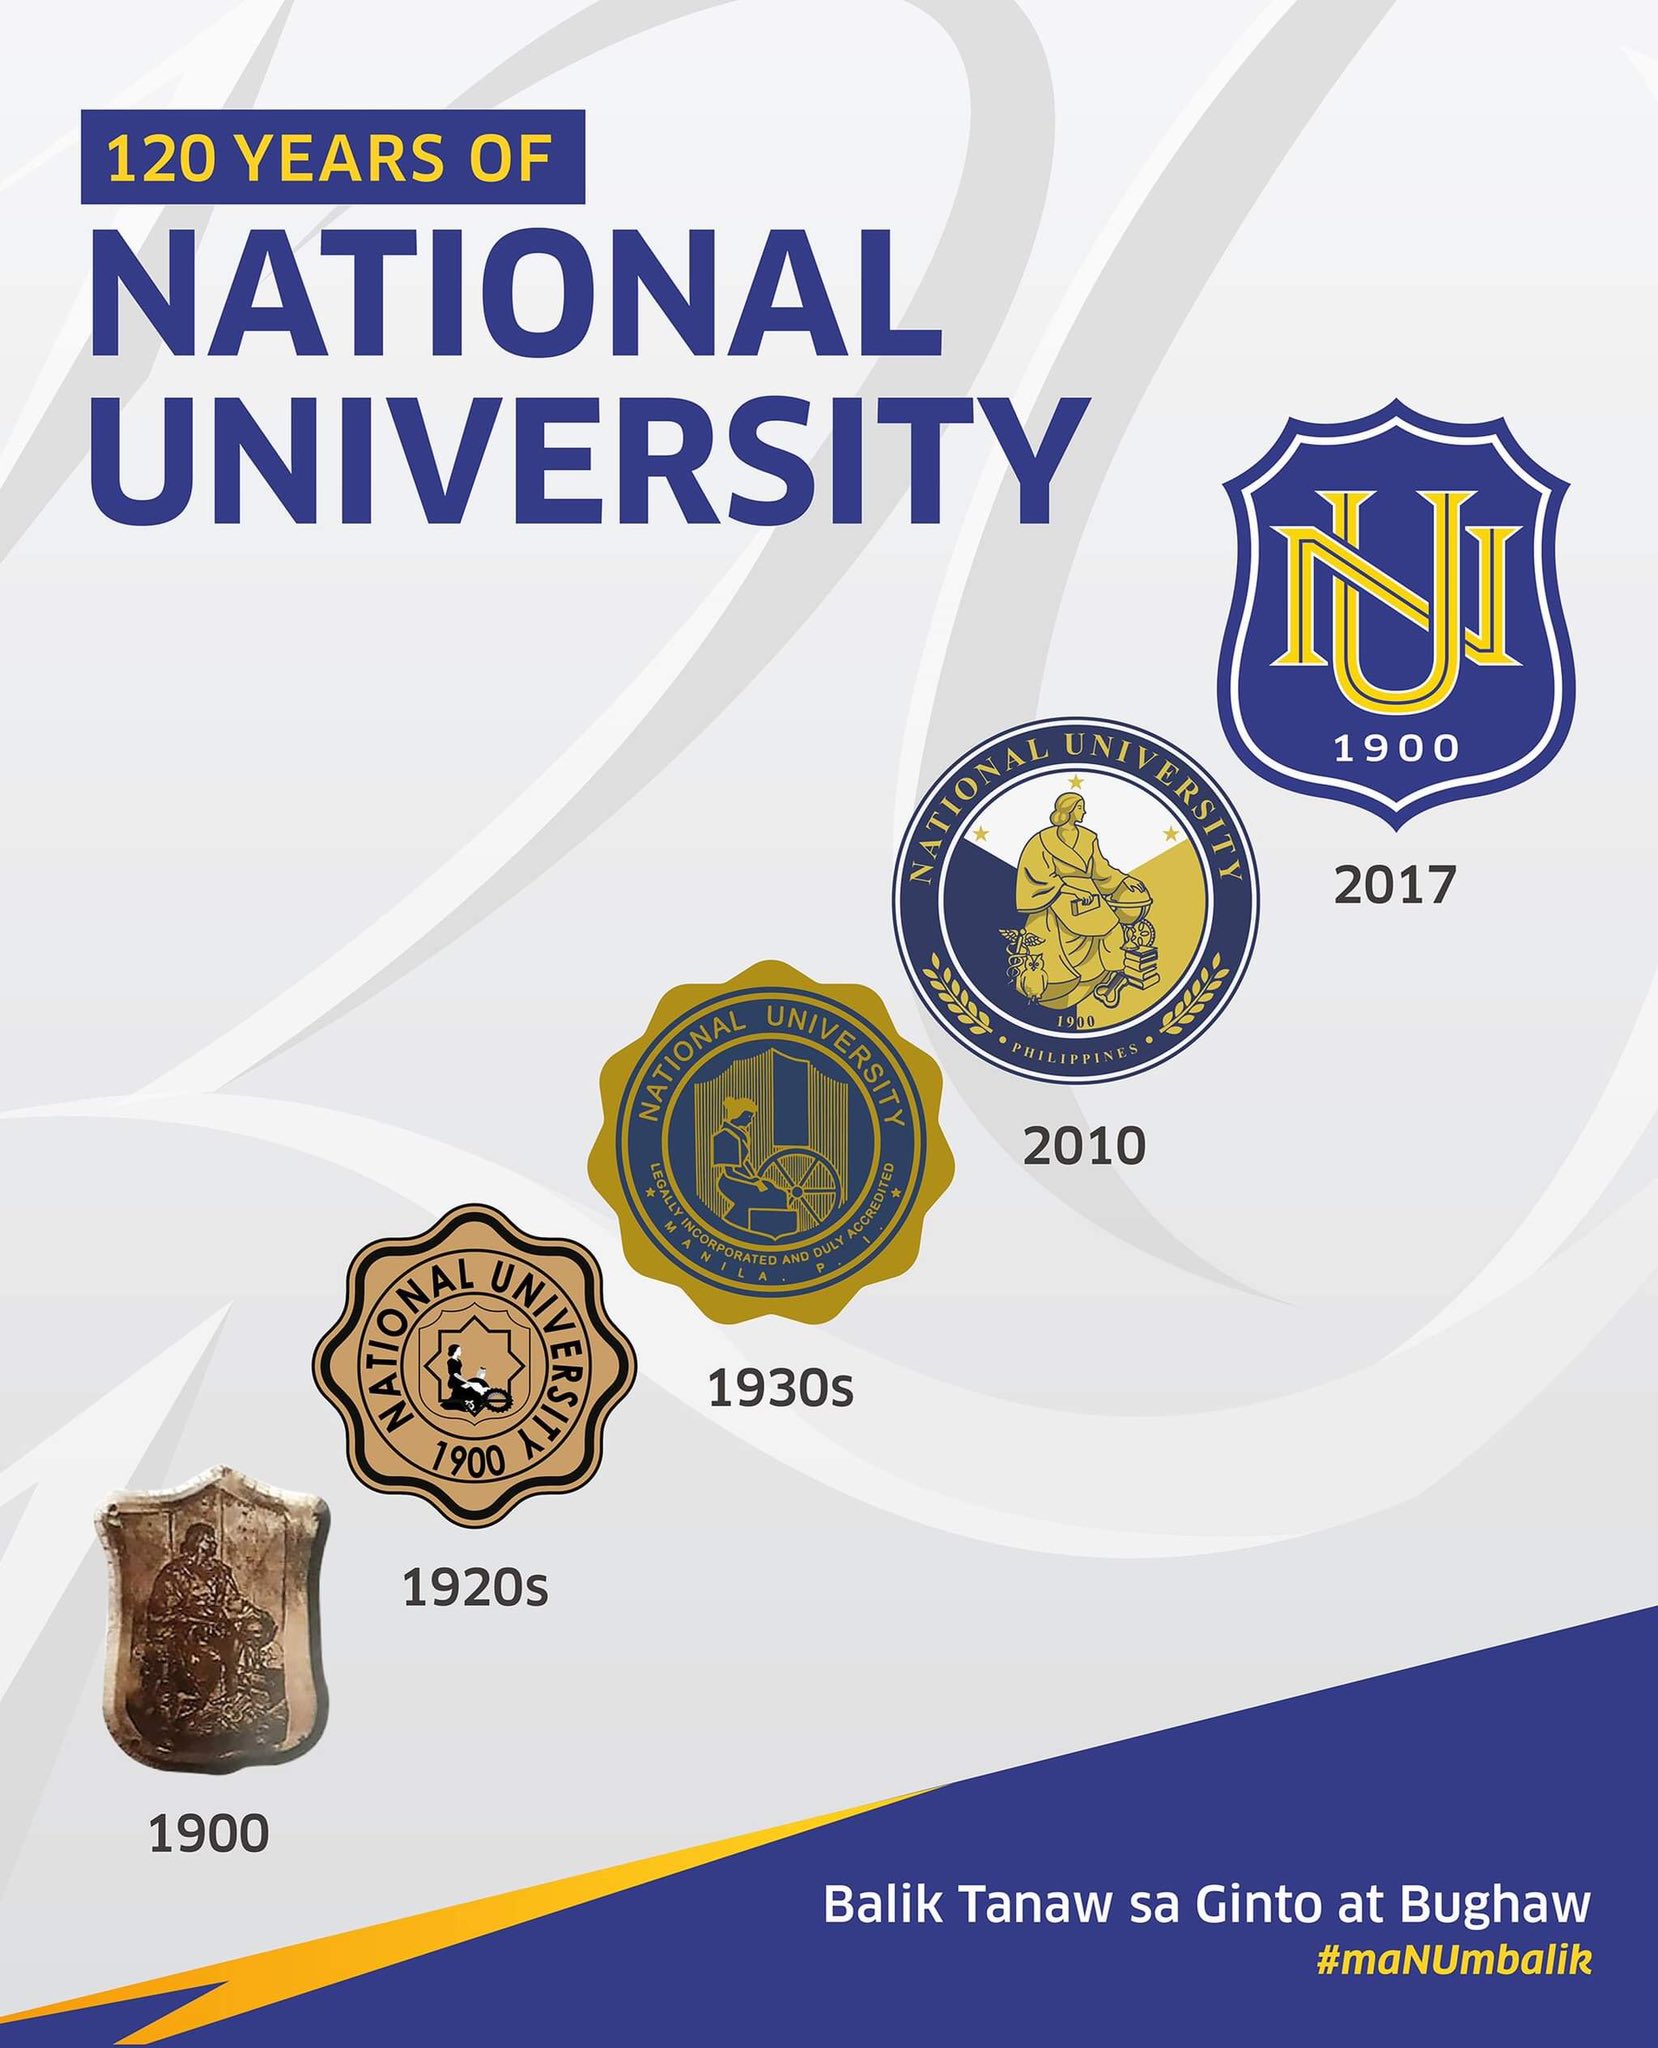 120 YEARS OF
NATIONAL
UNIVERSITY
NU
1900
2017
NATIONAL UNIVERSITY
1900
• PHILIPPINES •
2010
NATIONAL UNIVERSITY
LEGALLY INCORPORATED AND DULY ACCREDITED
MANILA. P. I.
1930s
NATIONAL UNIVERSITY
1900
1920s
1900
Balik Tanaw sa Ginto at Bughaw
#maNUmbalik